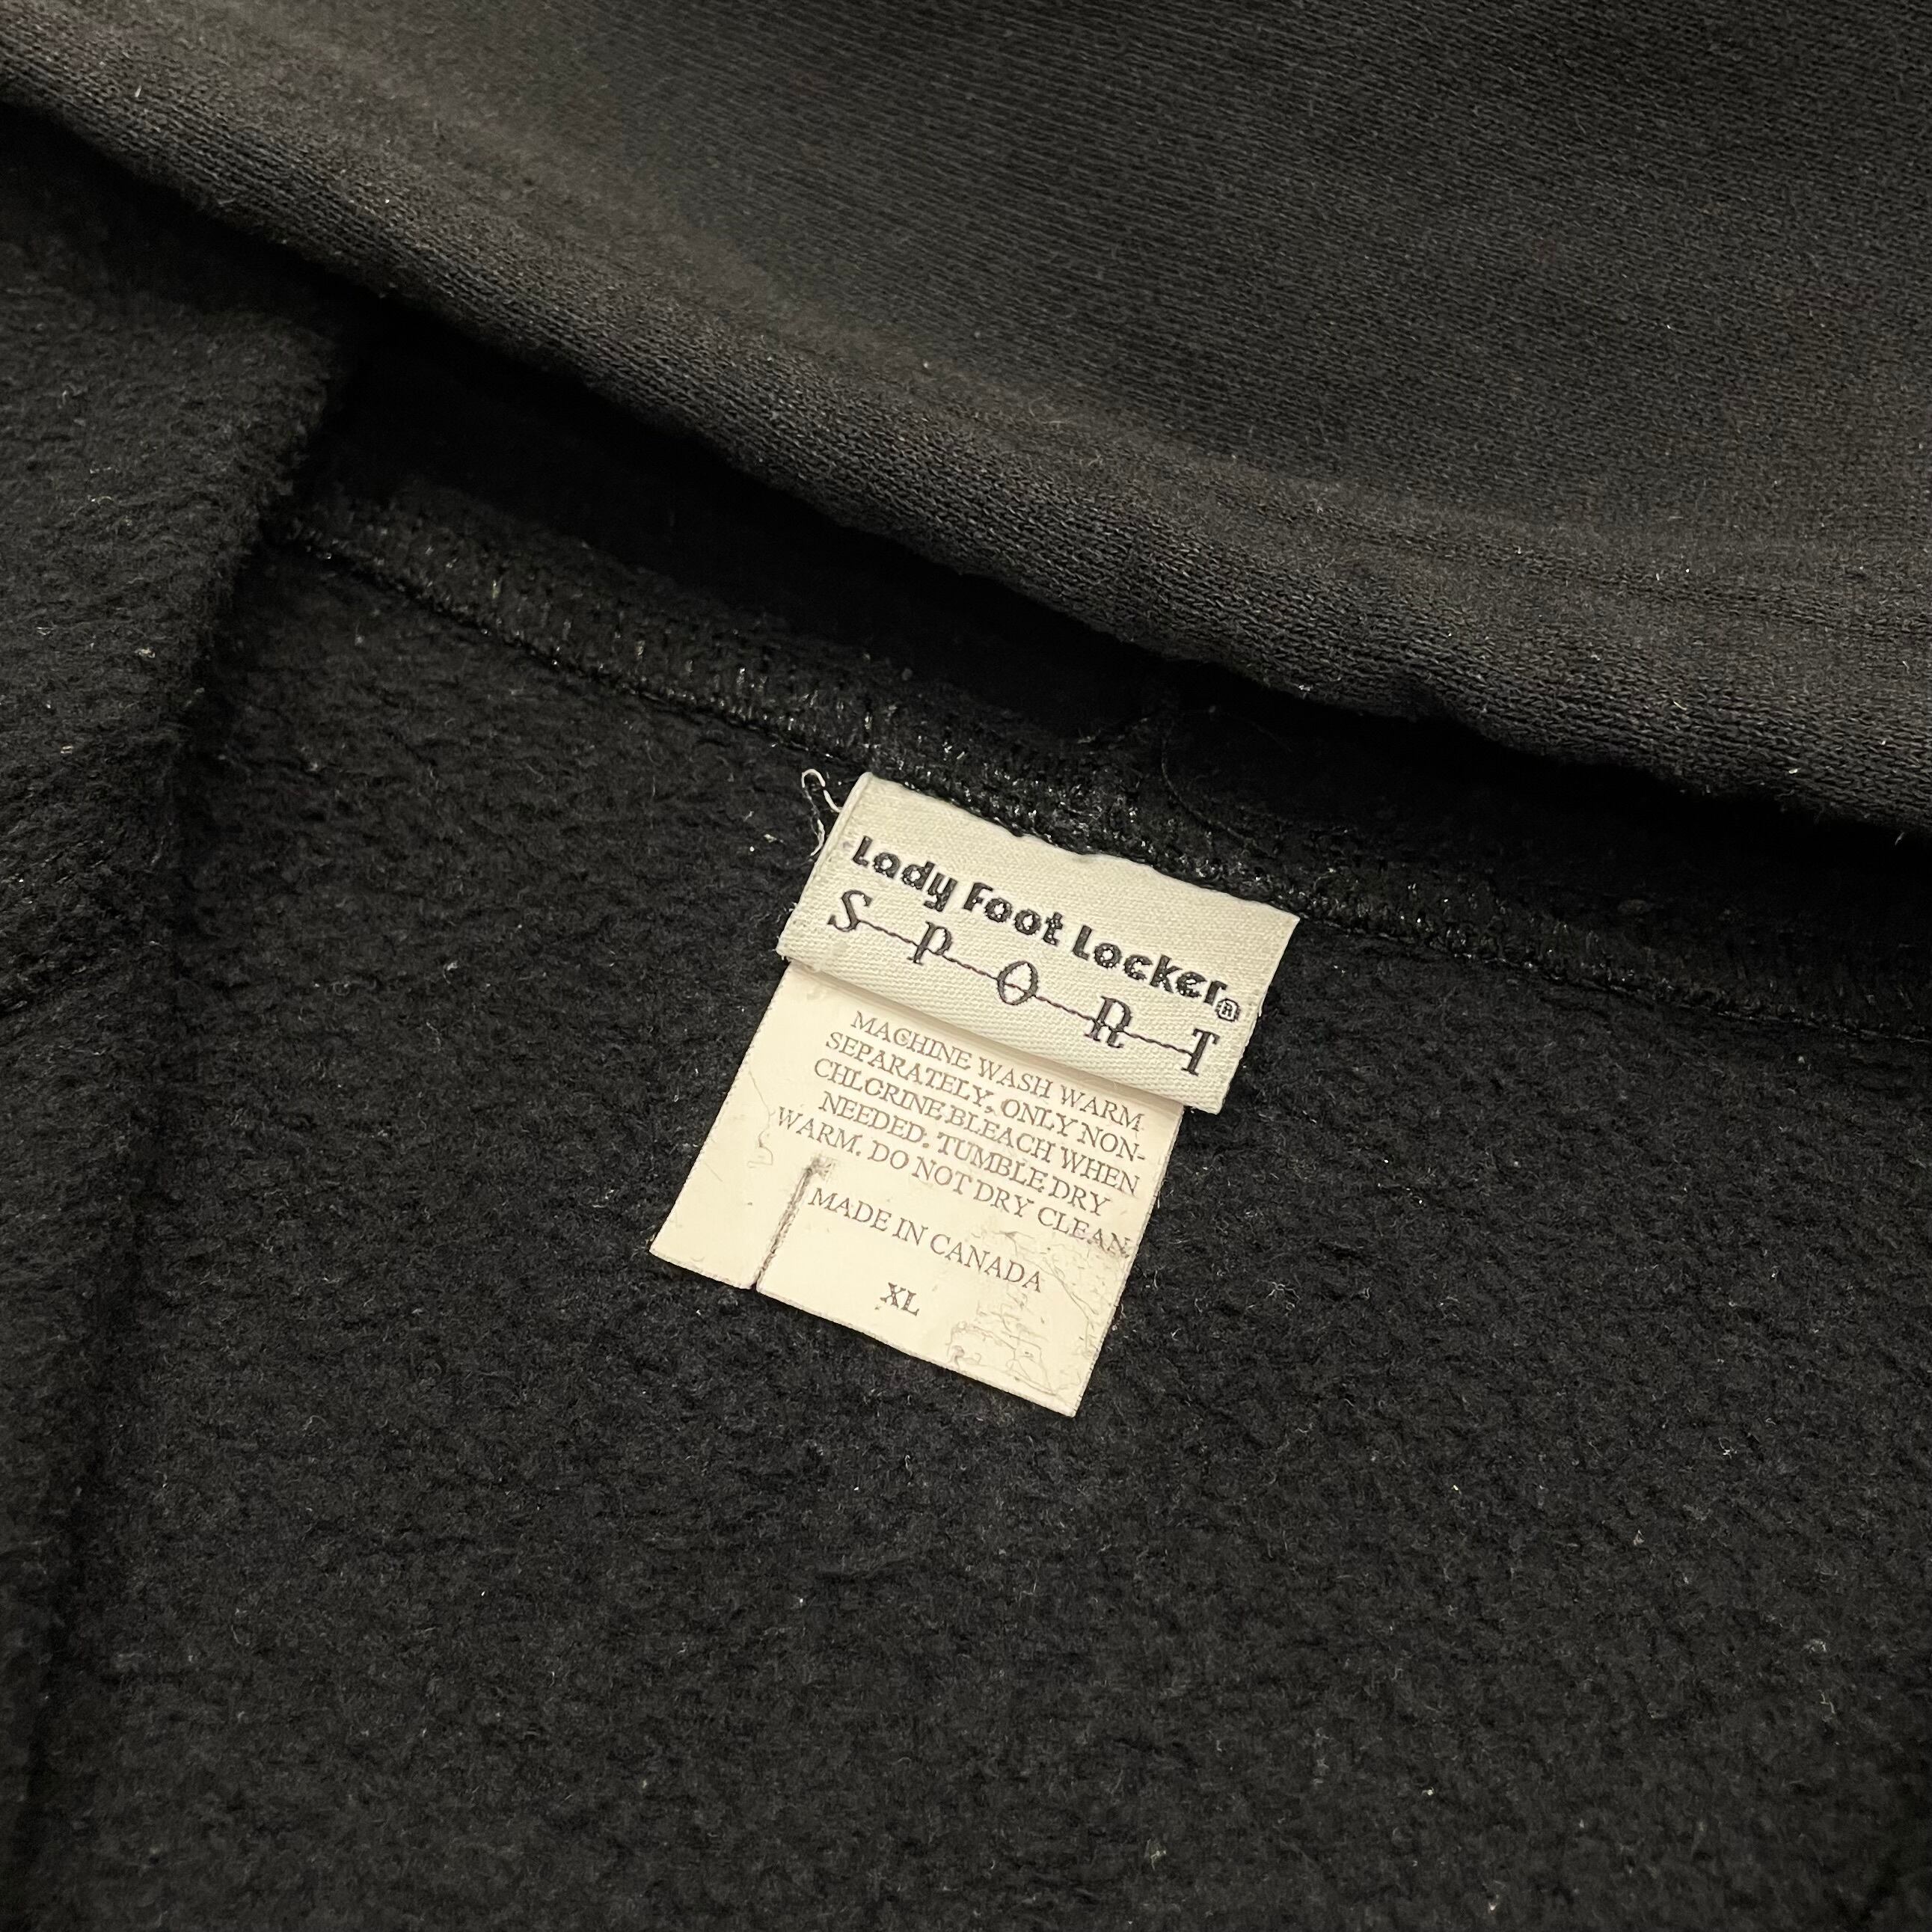 Lady Foot Locker®
SPORT
MACHINE WASH WARM
SEPARATELY, ONLY NON-
CHLORINE BLEACH WHEN
NEEDED. TUMBLE DRY
WARM. DO NOT DRY CLEAN
MADE IN CANADA
XL